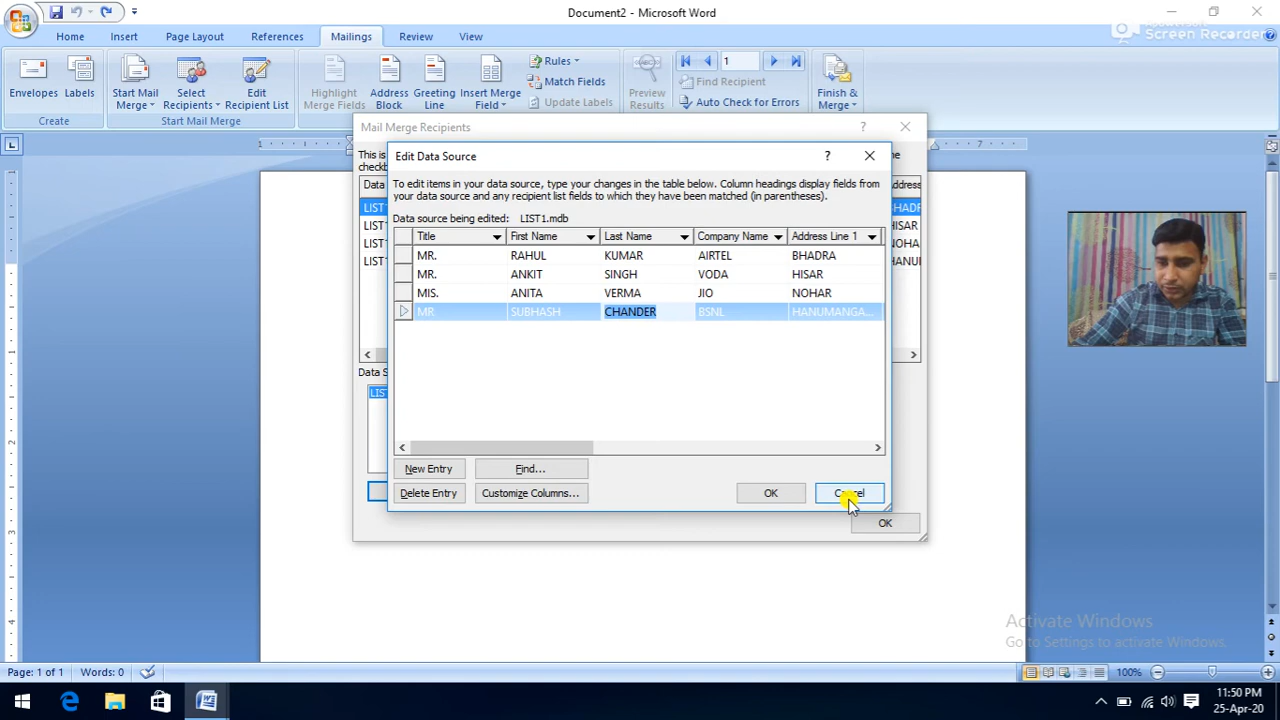 Document2 - Microsoft Word
Screen Recorder
Home Insert Page Layout References Mailings Review View
Envelopes Labels Start Mail Merge Select Recipients Edit Recipient List Highlight Merge Fields Address Block Greeting Line Insert Merge Field Rules Match Fields Update Labels Preview Results 1 Find Recipient Auto Check for Errors Finish & Merge
Create Start Mail Merge
Mail Merge Recipients
This is
checkb
Edit Data Source
To edit items in your data source, type your changes in the table below. Column headings display fields from
your data source and any recipient list fields to which they have been matched (in parentheses).
Data source being edited: LIST1.mdb
Title First Name Last Name Company Name Address Line 1
MR. RAHUL KUMAR AIRTEL BHADRA
MR. ANKIT SINGH VODA HISAR
MIS. ANITA VERMA JIO NOHAR
MR SUBHASH CHANDER BSNL HANUMANGA...
New Entry Find...
Delete Entry Customize Columns... OK Cancel
OK
Activate Windows
Go to Settings to activate Windows.
Page: 1 of 1 Words: 0 100%
11:50 PM
25-Apr-20